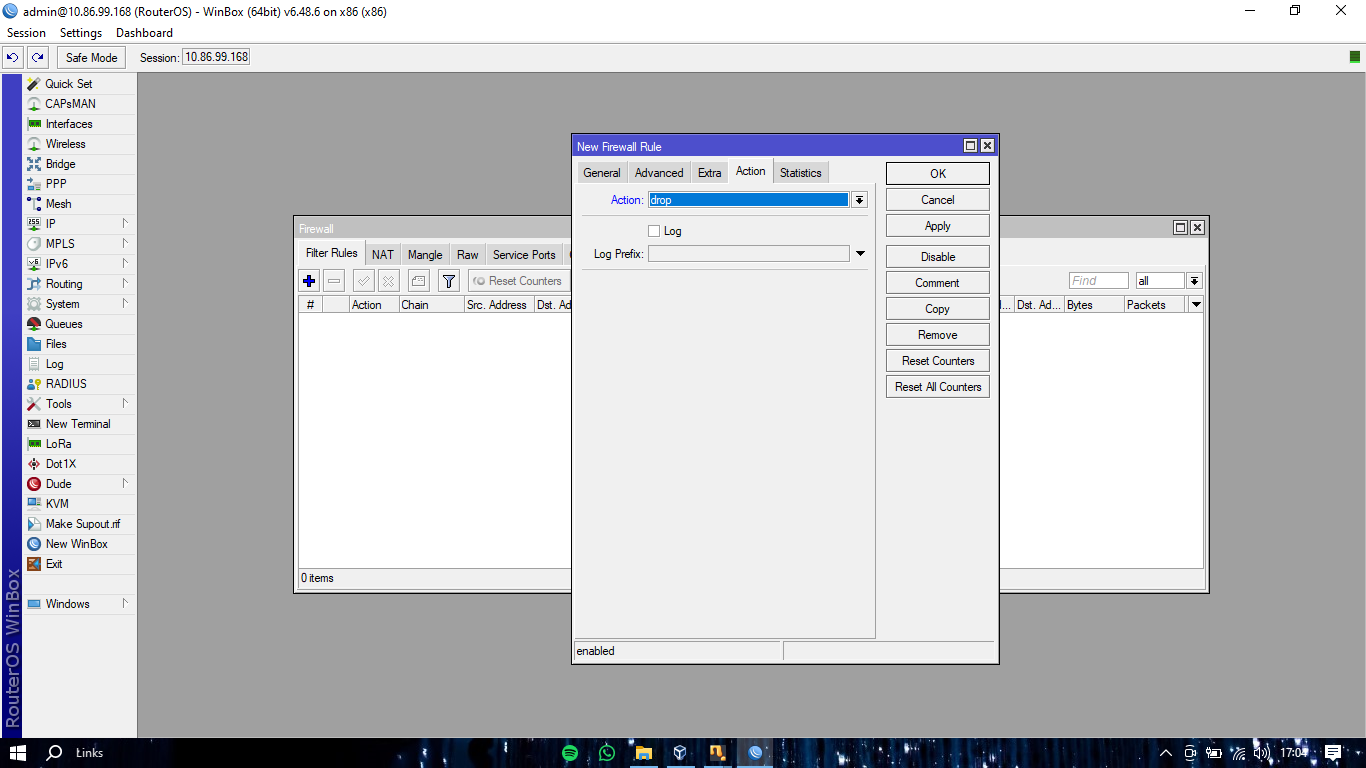 admin@10.86.99.168 (RouterOS) - WinBox (64bit) v6.48.6 on x86 (x86)
Session Settings Dashboard
Safe Mode Session: 10.86.99.168
Quick Set
CAPsMAN
Interfaces
Wireless
Bridge
PPP
Mesh
IP
MPLS
IPv6
Routing
System
Queues
Files
Log
RADIUS
Tools
New Terminal
LoRa
Dot1X
Dude
KVM
Make Supout.rif
New WinBox
Exit
Windows
RouterOS WinBox
Firewall
Filter Rules NAT Mangle Raw Service Ports
Reset Counters Find all
# Action Chain Src. Address Dst. Ad Dst. Ad... Bytes Packets
0 items
New Firewall Rule
General Advanced Extra Action Statistics
Action: drop
Log
Log Prefix:
OK
Cancel
Apply
Disable
Comment
Copy
Remove
Reset Counters
Reset All Counters
enabled
Łinks 17:04